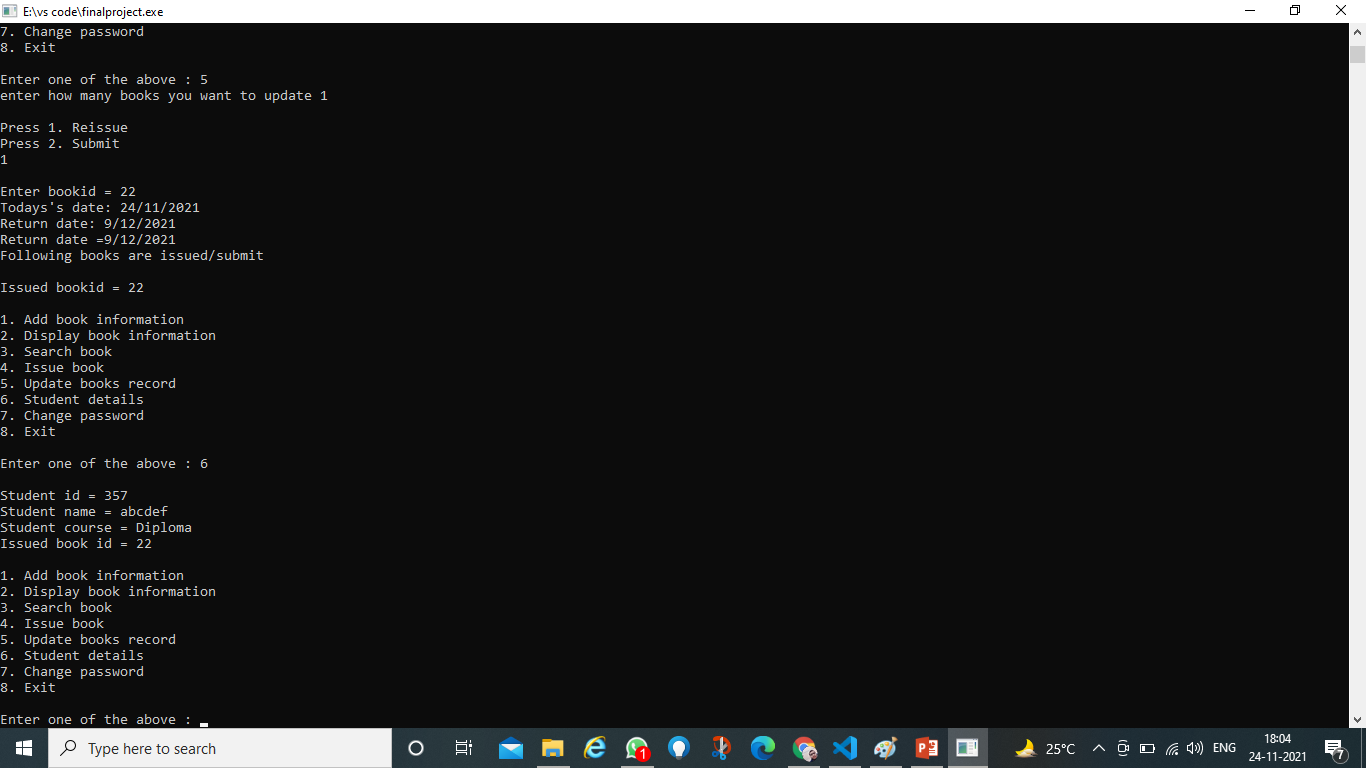 E:\vs code\finalproject.exe
7. Change password
8. Exit
Enter one of the above : 5
enter how many books you want to update 1
Press 1. Reissue
Press 2. Submit
1
Enter bookid = 22
Todays's date: 24/11/2021
Return date: 9/12/2021
Return date =9/12/2021
Following books are issued/submit
Issued bookid = 22
1. Add book information
2. Display book information
3. Search book
4. Issue book
5. Update books record
6. Student details
7. Change password
8. Exit
Enter one of the above : 6
Student id = 357
Student name = abcdef
Student course = Diploma
Issued book id = 22
1. Add book information
2. Display book information
3. Search book
4. Issue book
5. Update books record
6. Student details
7. Change password
8. Exit
Enter one of the above :
Type here to search
1
25°C
ENG
18:04
24-11-2021
7